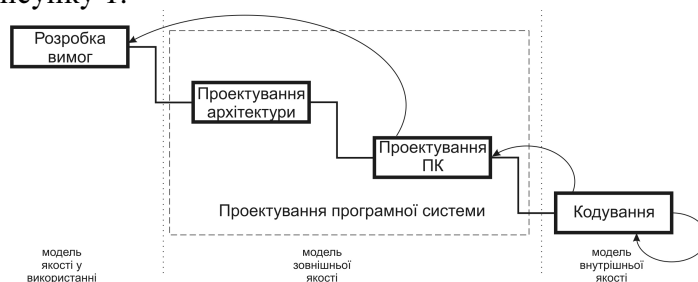 Розробка
вимог
Проектування
архітектури
Проектування
ПК
Проектування програмної системи
Кодування
модель
якості у
використанні
модель
зовнішньої
якості
модель
внутрішньої
якості